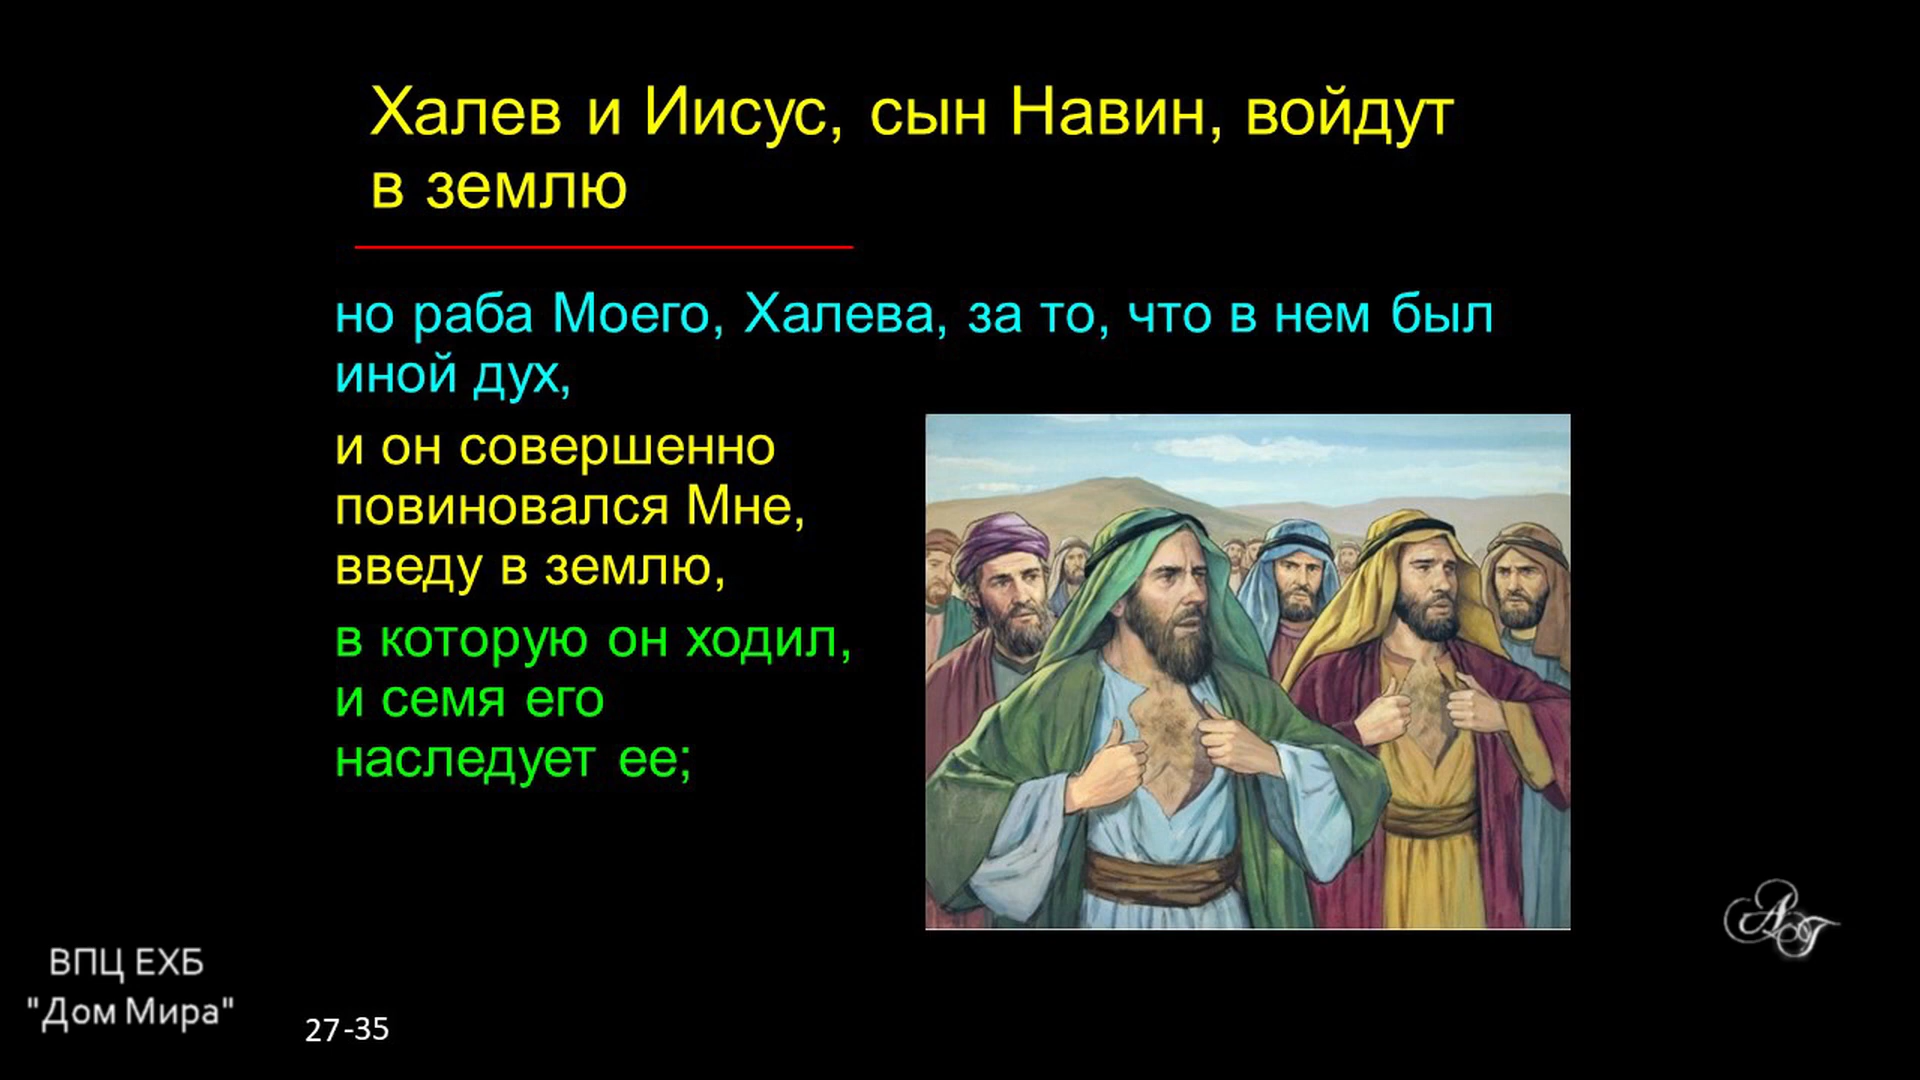 Халев и Иисус, сын Навин, войдут
в землю
но раба Моего, Халева, за то, что в нем был
иной дух,
и он совершенно
повиновался Мне,
введу в землю,
в которую он ходил,
и семя его
наследует ее;
ВПЦ ЕХБ
"Дом Мира"
27-35